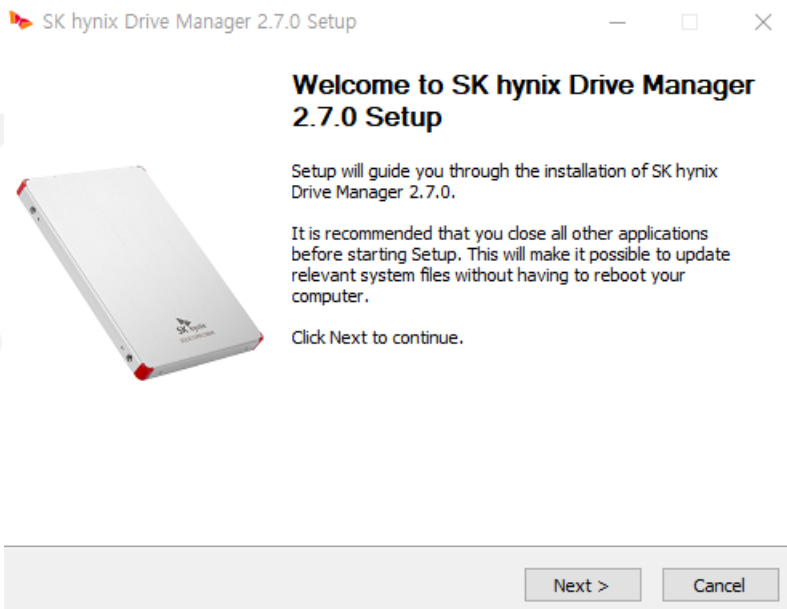 SK hynix Drive Manager 2.7.0 Setup
Welcome to SK hynix Drive Manager
2.7.0 Setup
Setup will guide you through the installation of SK hynix
Drive Manager 2.7.0.
It is recommended that you close all other applications
before starting Setup. This will make it possible to update
relevant system files without having to reboot your
computer.
Click Next to continue.
SK hynix
Next >
Cancel